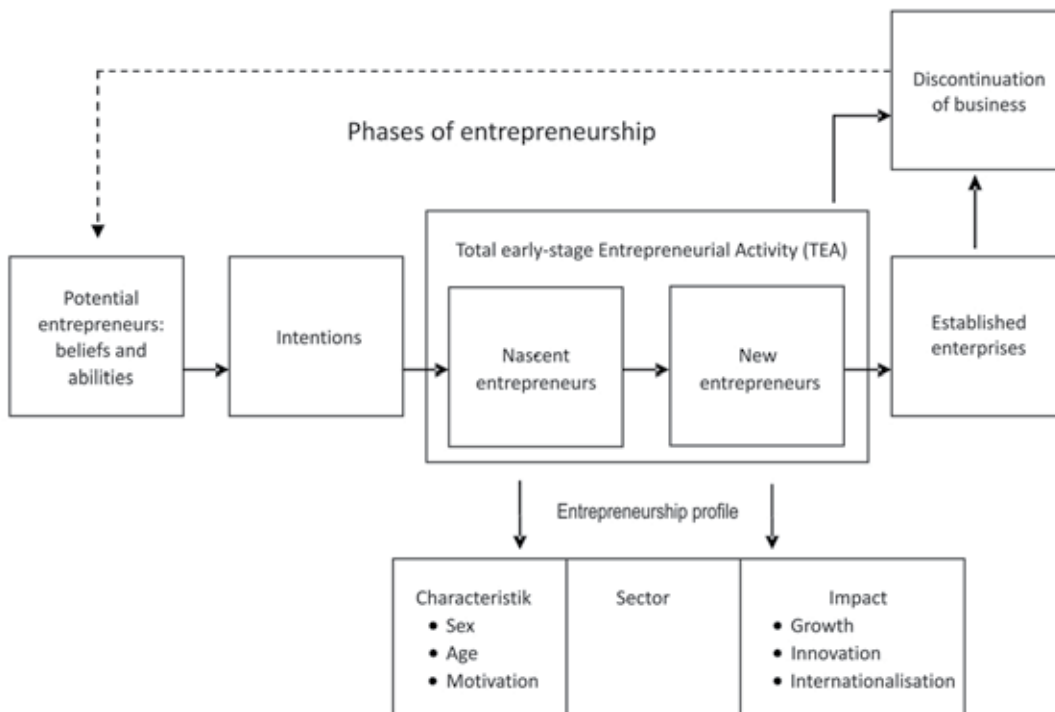 Discontinuation
of business
Phases of entrepreneurship
Total early-stage Entrepreneurial Activity (TEA)
Potential
entrepreneurs:
beliefs and
abilities
Intentions
Nascent
entrepreneurs
New
entrepreneurs
Established
enterprises
Entrepreneurship profile
Characteristik
• Sex
• Age
• Motivation
Sector
Impact
• Growth
• Innovation
• Internationalisation